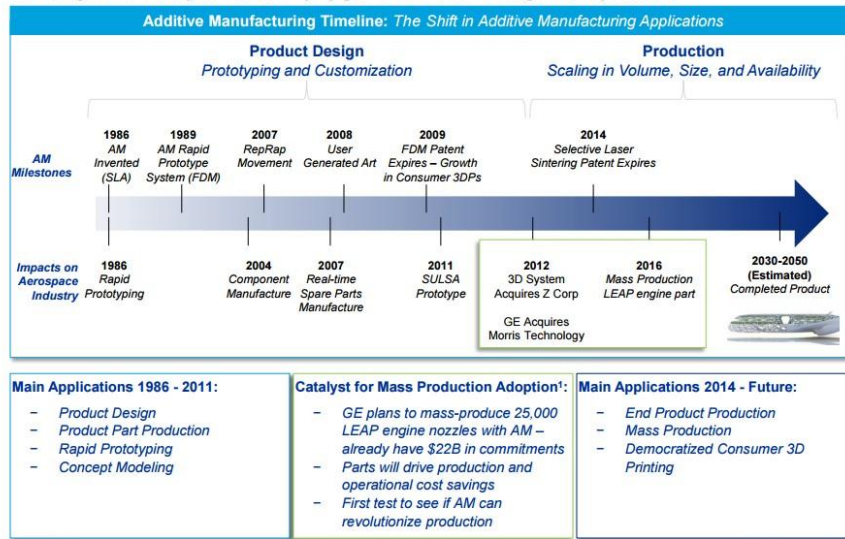 Additive Manufacturing Timeline: The Shift in Additive Manufacturing Applications
Product Design
Prototyping and Customization
Production
Scaling in Volume, Size, and Availability
AM
Milestones
1986
AM
Invented
(SLA)
1989
AM Rapid
Prototype
System (FDM)
2007
RepRap
Movement
2008
User
Generated Art
2009
FDM Patent
Expires – Growth
in Consumer 3DPs
2014
Selective Laser
Sintering Patent Expires
Impacts on
Aerospace
Industry
1986
Rapid
Prototyping
2004
Component
Manufacture
2007
Real-time
Spare Parts
Manufacture
2011
SULSA
Prototype
2012
3D System
Acquires Z Corp
GE Acquires
Morris Technology
2016
Mass Production
LEAP engine part
2030-2050
(Estimated)
Completed Product
Main Applications 1986 - 2011:
− Product Design
− Product Part Production
− Rapid Prototyping
− Concept Modeling
Catalyst for Mass Production Adoption¹:
− GE plans to mass-produce 25,000
LEAP engine nozzles with AM –
already have $22B in commitments
− Parts will drive production and
operational cost savings
− First test to see if AM can
revolutionize production
Main Applications 2014 - Future:
− End Product Production
− Mass Production
− Democratized Consumer 3D
Printing